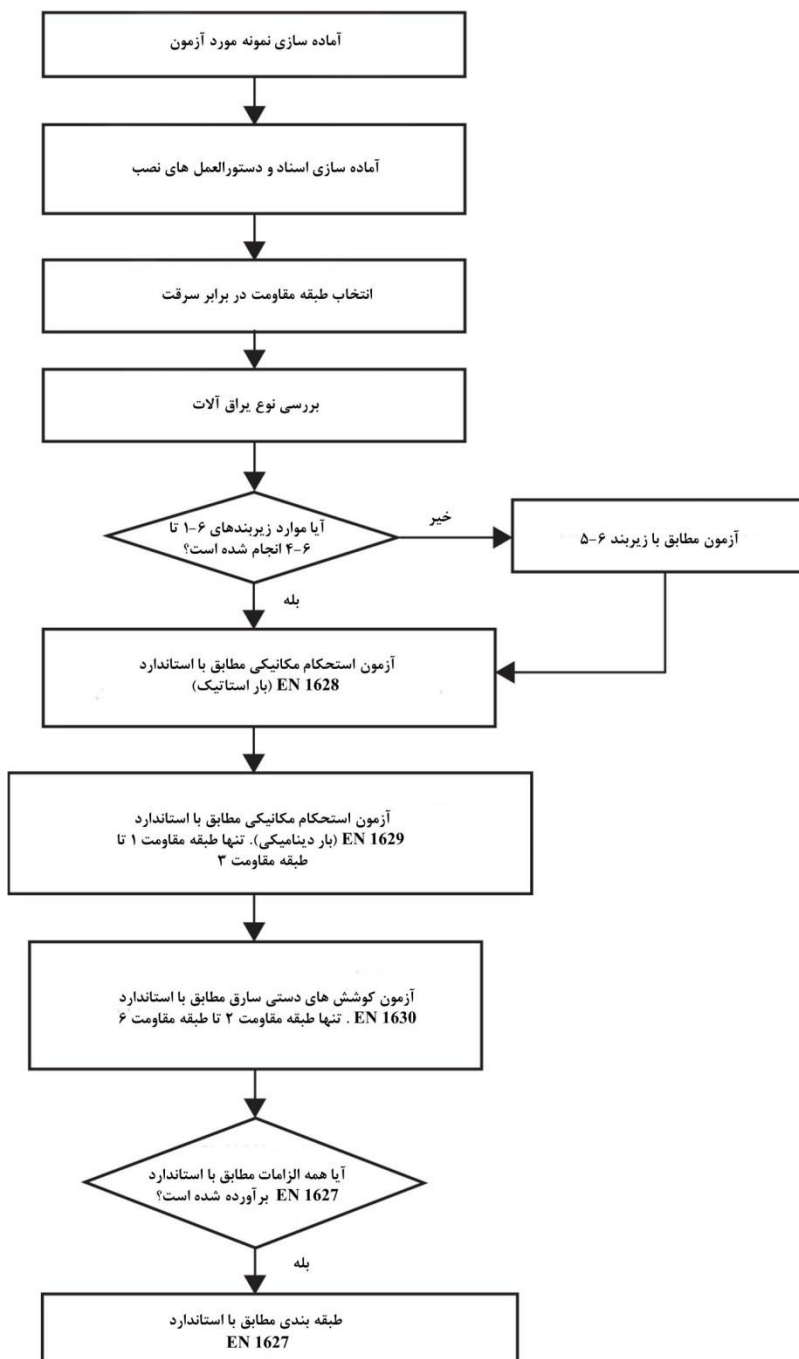 آماده سازی نمونه مورد آزمون
آماده سازی اسناد و دستورالعمل های نصب
انتخاب طبقه مقاومت در برابر سرقت
بررسی نوع یراق آلات
آیا موارد زیربندهای ۶-۱ تا
۶-۴ انجام شده است؟
خیر
آزمون مطابق با زیربند ۶-۵
بله
آزمون استحکام مکانیکی مطابق با استاندارد
EN 1628 (بار استاتیک)
آزمون استحکام مکانیکی مطابق با استاندارد
EN 1629 (بار دینامیکی). تنها طبقه مقاومت ۱ تا
طبقه مقاومت ۳
آزمون کوشش های دستی سارق مطابق با استاندارد
EN 1630 . تنها طبقه مقاومت ۲ تا طبقه مقاومت ۶
آیا همه الزامات مطابق با استاندارد
EN 1627 برآورده شده است؟
بله
طبقه بندی مطابق با استاندارد
EN 1627